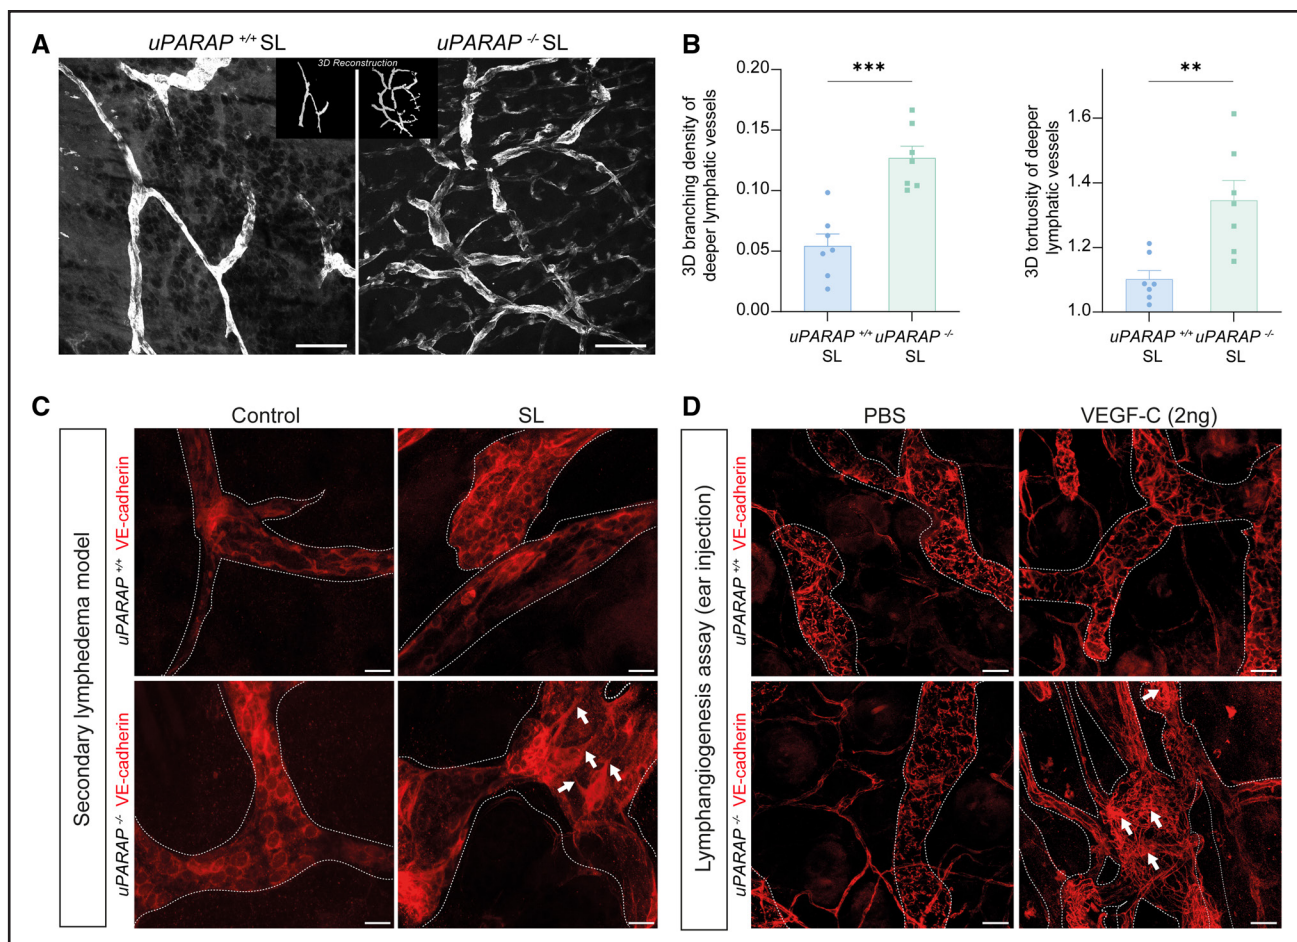 A
uPARAP +/+ SL
uPARAP -/- SL
3D Reconstruction
B
3D branching density of
deeper lymphatic vessels
0.20
0.15
0.10
0.05
0.00
***
uPARAP +/+ uPARAP -/-
SL SL
3D tortuosity of deeper
lymphatic vessels
1.6
1.4
1.2
1.0
**
uPARAP +/+ uPARAP -/-
SL SL
C
Control
SL
Secondary lymphedema model
uPARAP +/+ VE-cadherin
uPARAP -/- VE-cadherin
D
PBS
VEGF-C (2ng)
Lymphangiogenesis assay (ear injection)
uPARAP +/+ VE-cadherin
uPARAP -/- VE-cadherin